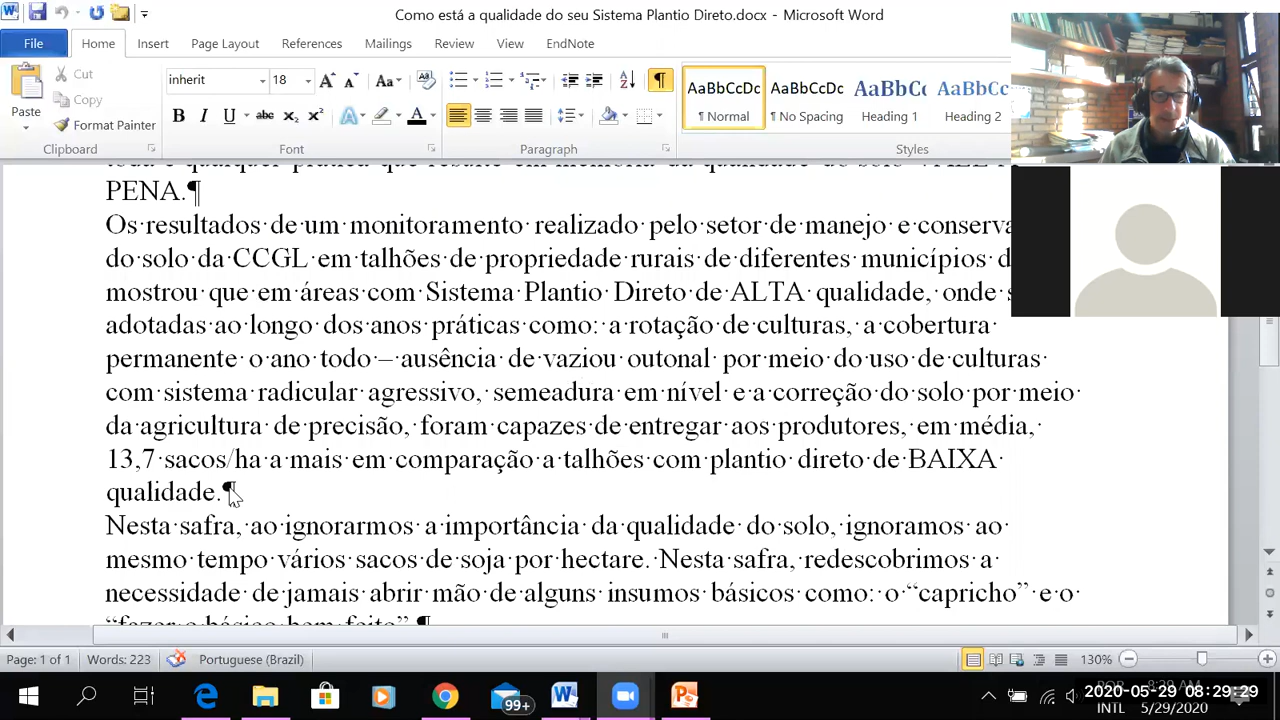 Como está a qualidade do seu Sistema Plantio Direto.docx - Microsoft Word
File Home Insert Page Layout References Mailings Review View EndNote
Paste
Cut
Copy
Format Painter
Clipboard
inherit 18
Font
Paragraph
AaBbCcDc AaBbCcDc AaBbCc AaBbCc
¶ Normal ¶ No Spacing Heading 1 Heading 2
Styles
PENA.¶
Os resultados de um monitoramento realizado pelo setor de manejo e
do solo da CCGL em talhões de propriedade rurais de diferentes municípios
mostrou que em áreas com Sistema Plantio Direto de ALTA qualidade, onde
adotadas ao longo dos anos práticas como: a rotação de culturas, a cobertura
permanente o ano todo – ausência de vaziou outonal por meio do uso de culturas
com sistema radicular agressivo, semeadura em nível e a correção do solo por meio
da agricultura de precisão, foram capazes de entregar aos produtores, em média,
13,7 sacos/ha a mais em comparação a talhões com plantio direto de BAIXA
qualidade.¶
Nesta safra, ao ignorarmos a importância da qualidade do solo, ignoramos ao
mesmo tempo vários sacos de soja por hectare. Nesta safra, redescobrimos a
necessidade de jamais abrir mão de alguns insumos básicos como: o “capricho” e o
“fazer o básico bem feito”.¶
Page: 1 of 1 Words: 223 Portuguese (Brazil) 130%
99+
2020-05-29 08:29:29
INTL 5/29/2020